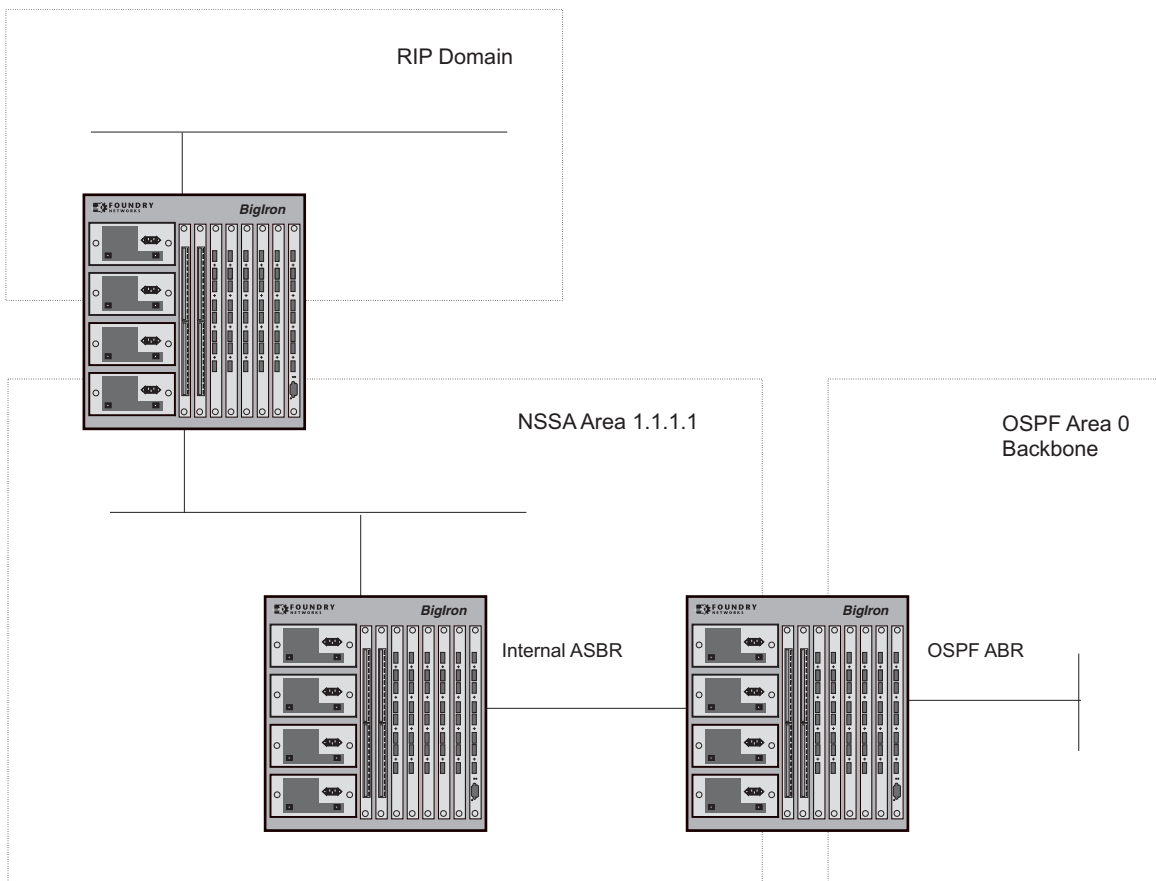 RIP Domain
FOUNDRY
NETWORKS
BigIron
NSSA Area 1.1.1.1
OSPF Area 0
Backbone
FOUNDRY
NETWORKS
BigIron
Internal ASBR
FOUNDRY
NETWORKS
BigIron
OSPF ABR